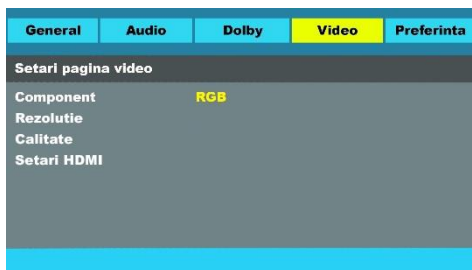 General Audio Dolby Video Preferinta
Setari pagina video
Component RGB
Rezolutie
Calitate
Setari HDMI